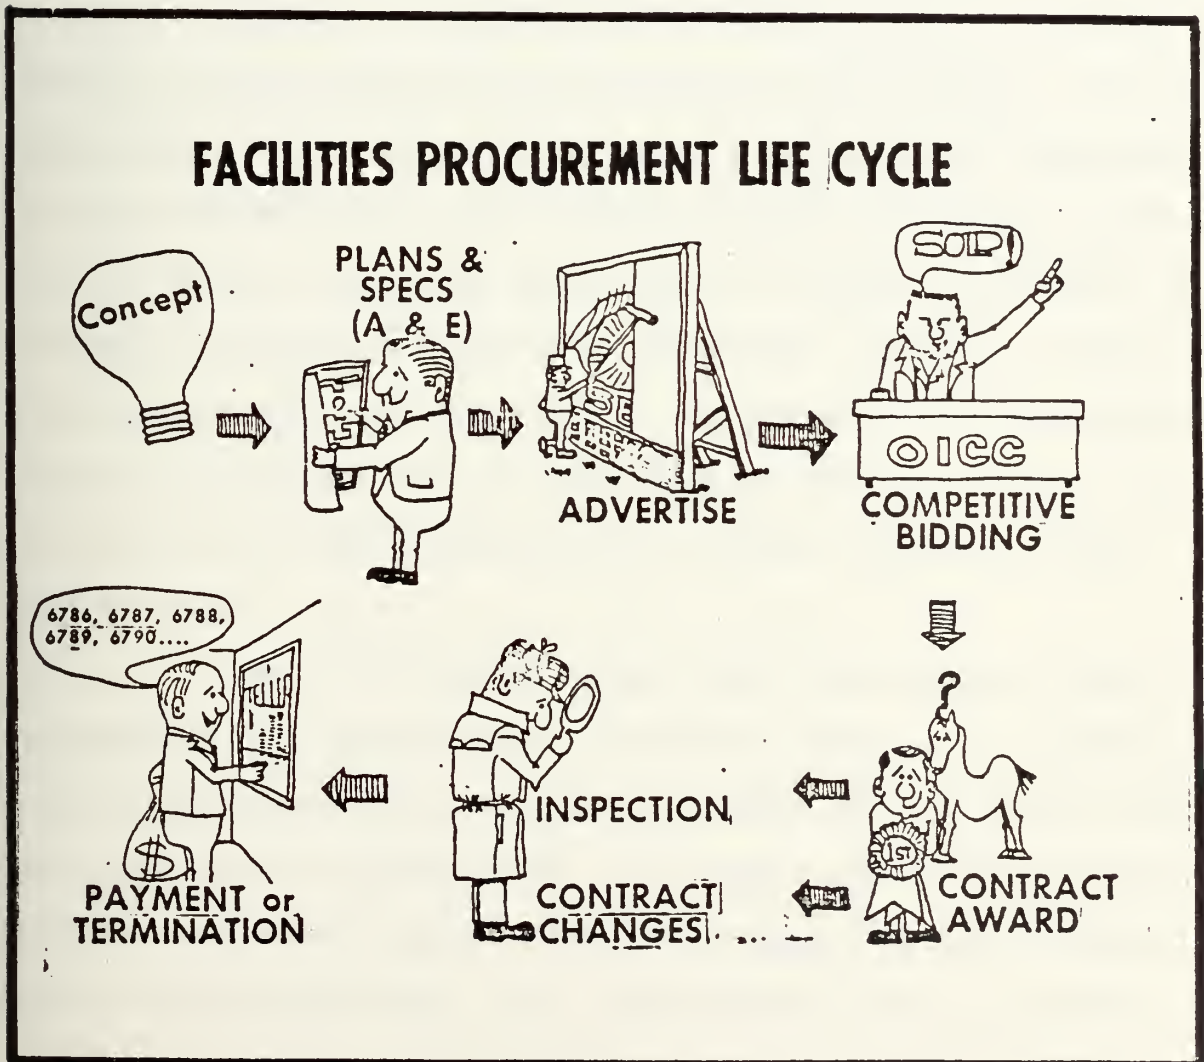 FACILITIES PROCUREMENT LIFE CYCLE
Concept
PLANS &
SPECS
(A & E)
ADVERTISE
SOLD!
OICC
COMPETITIVE
BIDDING
?
1ST
CONTRACT
AWARD
INSPECTION
CONTRACT
CHANGES
6786, 6787, 6788,
6789, 6790....
$
PAYMENT or
TERMINATION